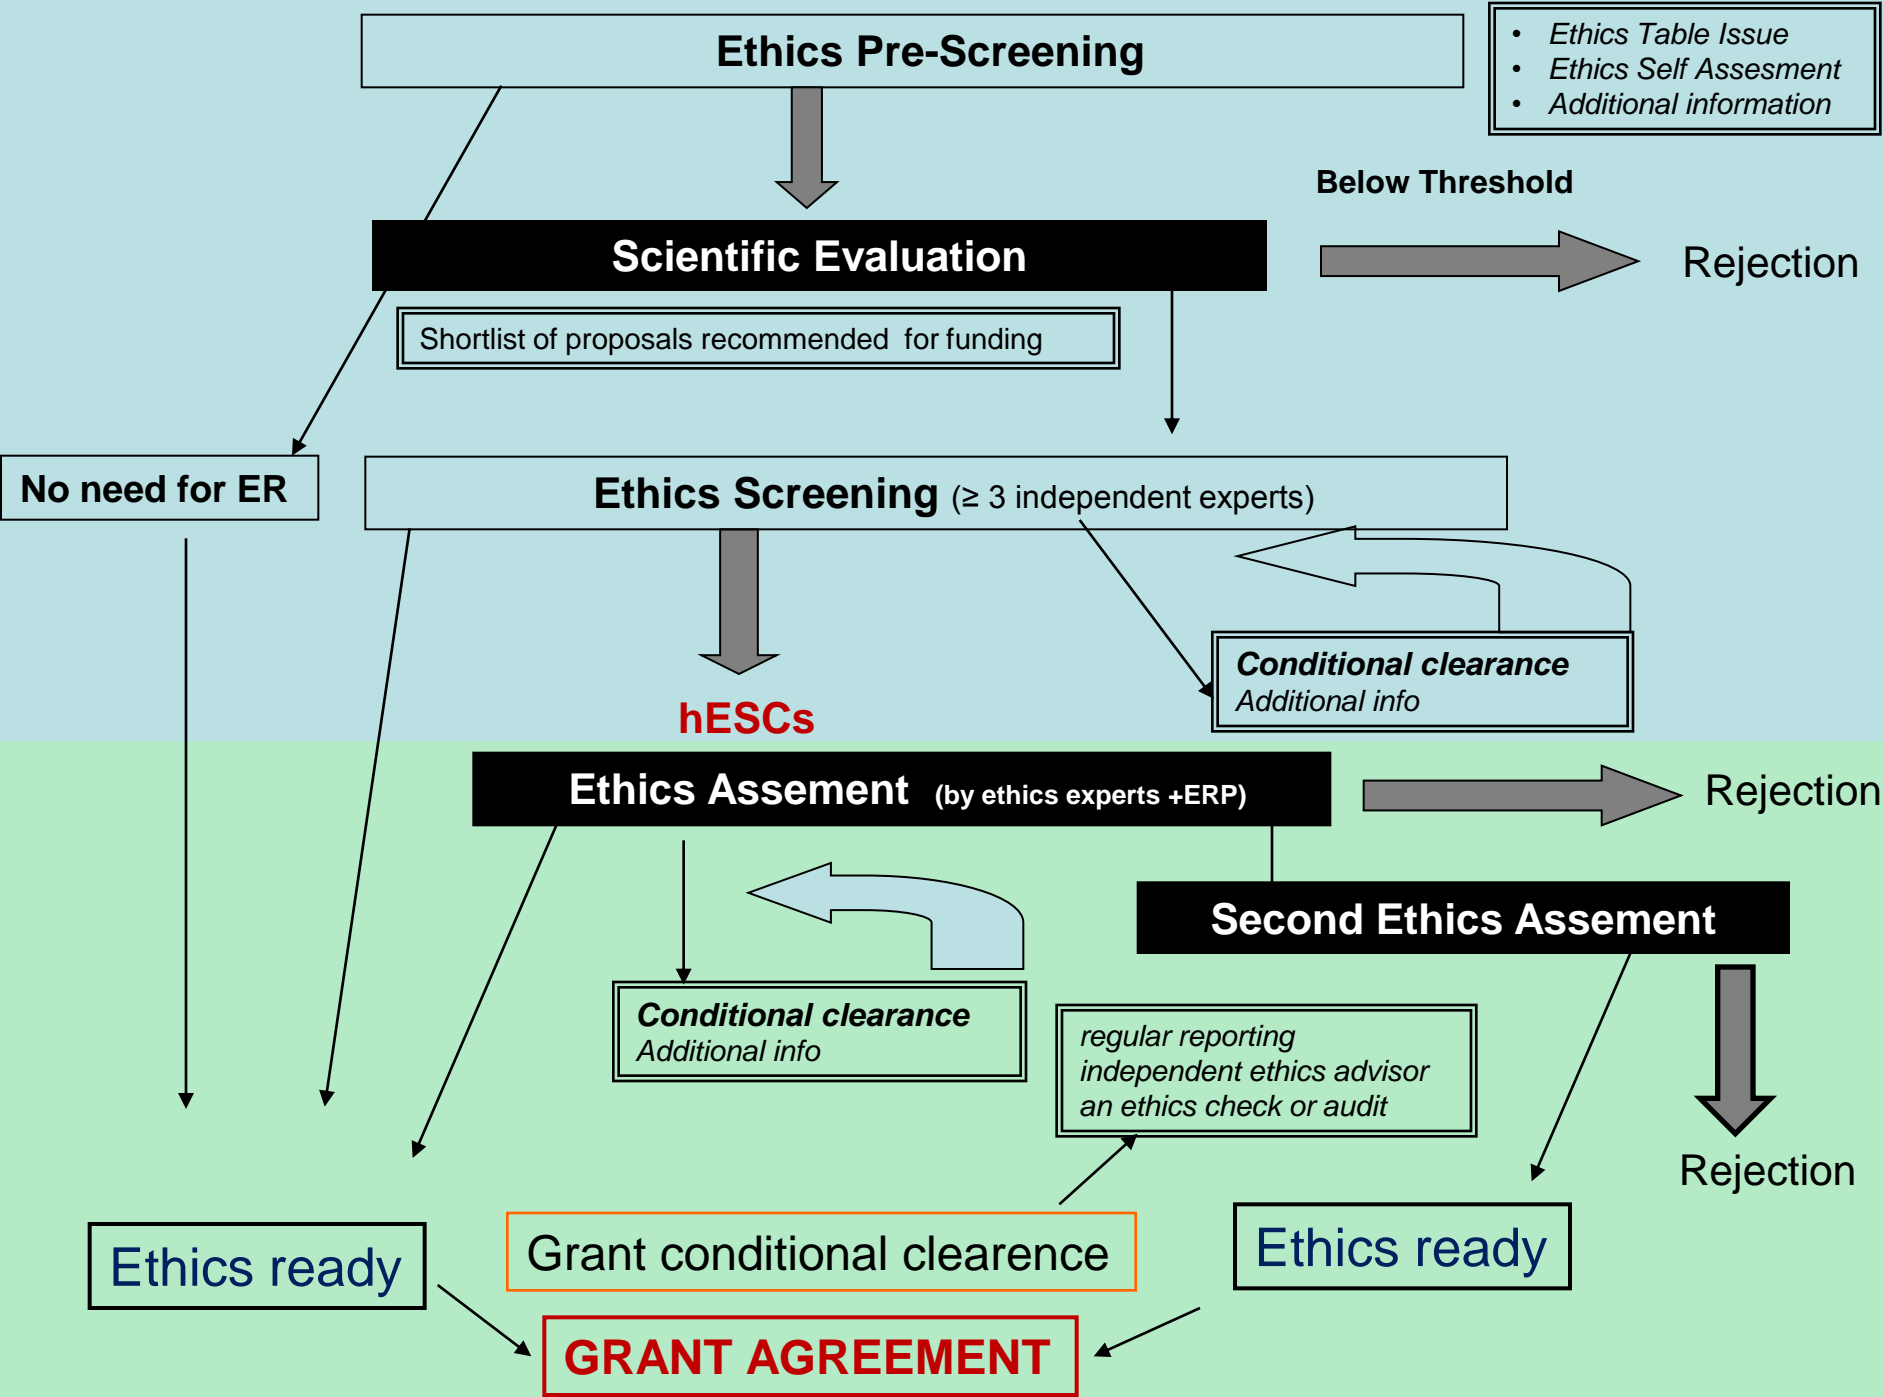 Ethics Pre-Screening
• Ethics Table Issue
• Ethics Self Assesment
• Additional information
Below Threshold
Scientific Evaluation
Rejection
Shortlist of proposals recommended for funding
No need for ER
Ethics Screening (≥ 3 independent experts)
Conditional clearance
Additional info
hESCs
Ethics Assement (by ethics experts +ERP)
Rejection
Second Ethics Assement
Conditional clearance
Additional info
regular reporting
independent ethics advisor
an ethics check or audit
Rejection
Ethics ready
Grant conditional clearence
Ethics ready
GRANT AGREEMENT